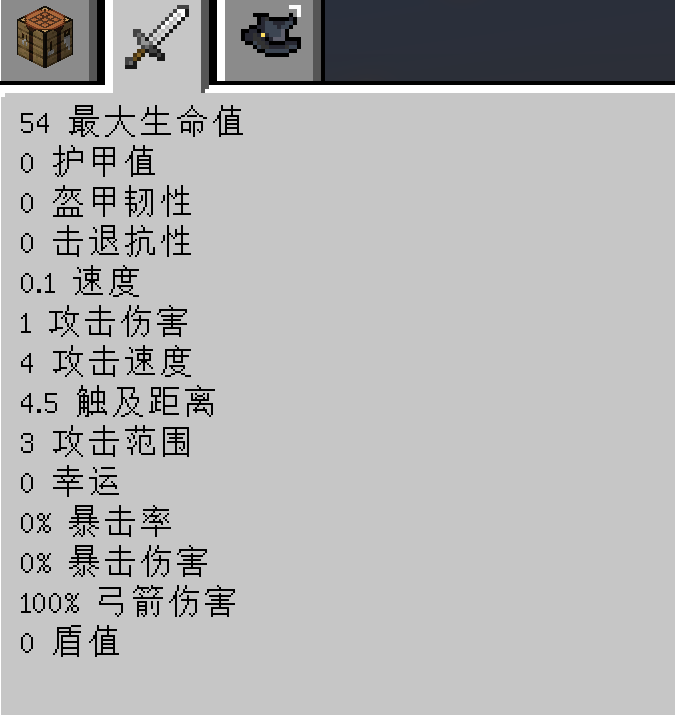 54 最大生命值
0 护甲值
0 盔甲韧性
0 击退抗性
0.1 速度
1 攻击伤害
4 攻击速度
4.5 触及距离
3 攻击范围
0 幸运
0% 暴击率
0% 暴击伤害
100% 弓箭伤害
0 盾值